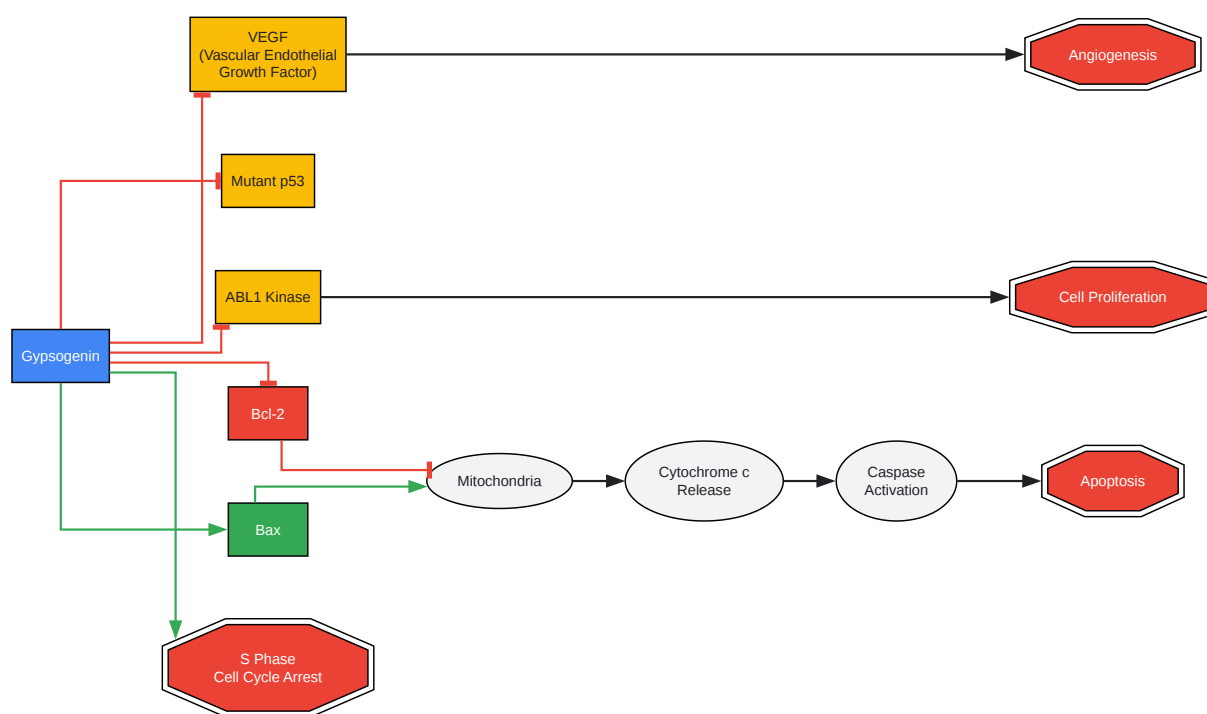 VEGF
(Vascular Endothelial
Growth Factor)
Angiogenesis
Mutant p53
ABL1 Kinase
Cell Proliferation
Gypsogenin
Bcl-2
Mitochondria
Cytochrome c
Release
Caspase
Activation
Apoptosis
Bax
S Phase
Cell Cycle Arrest